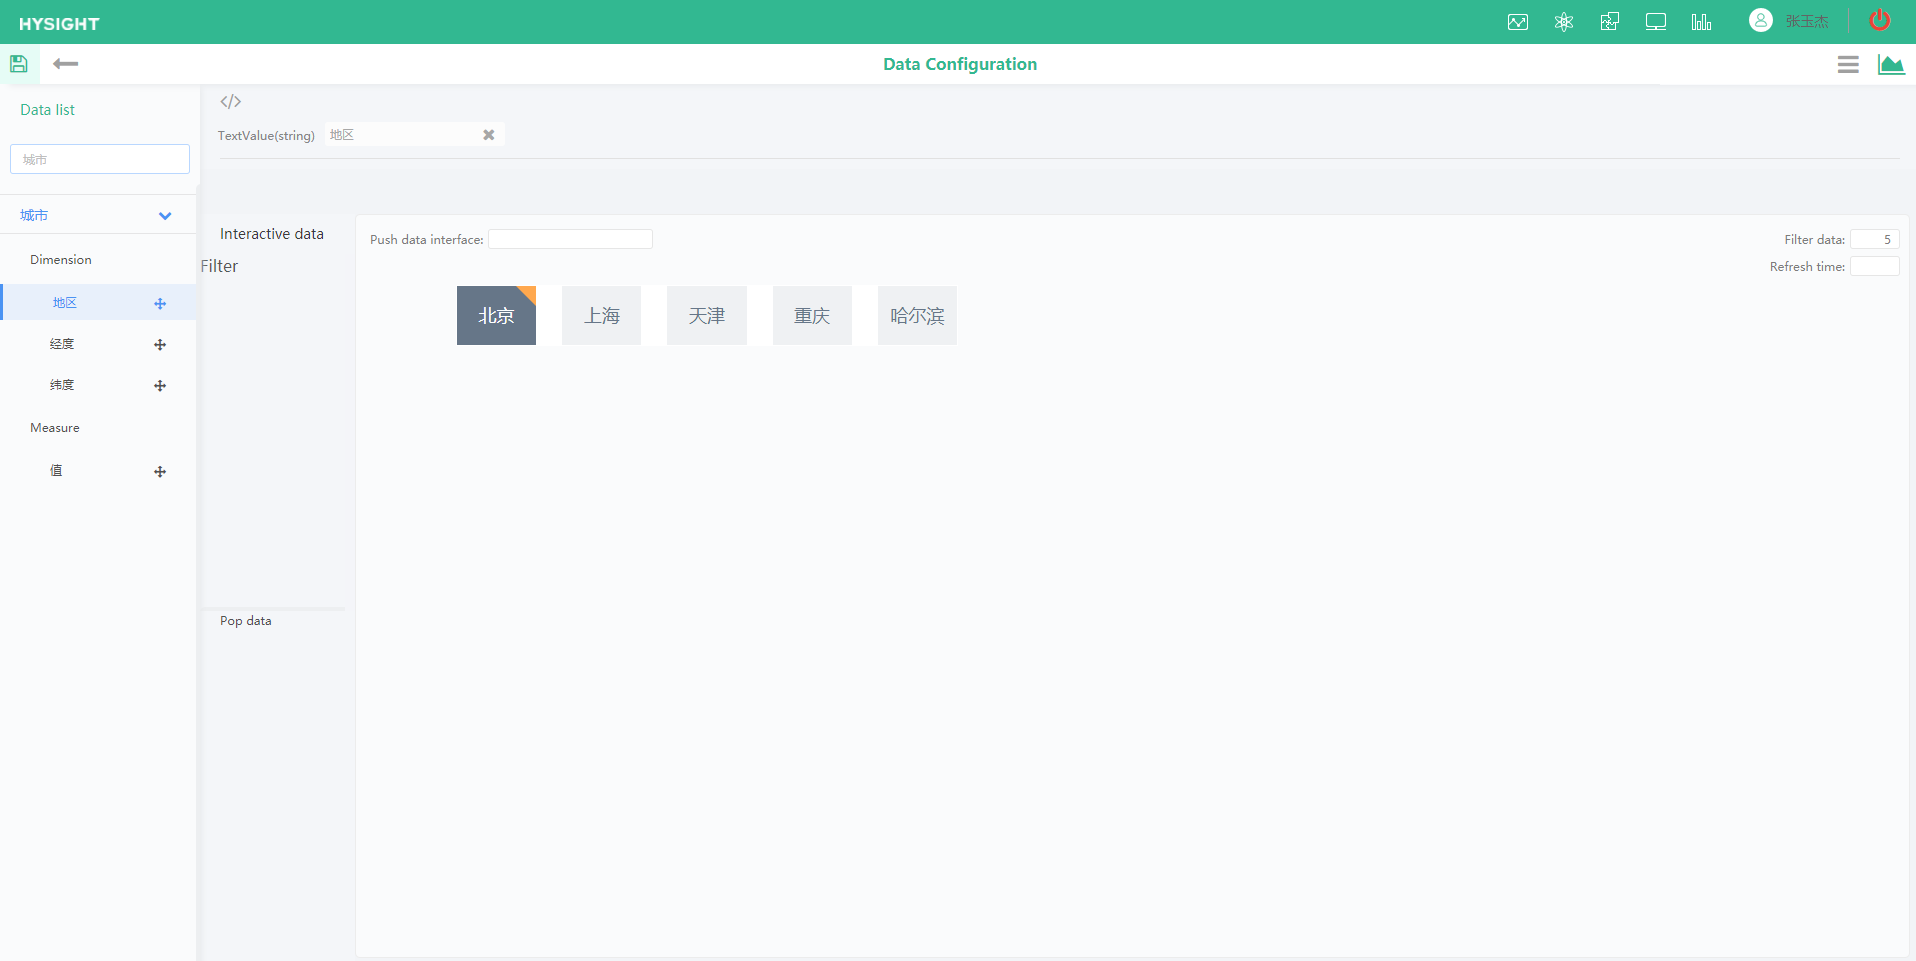 HYSIGHT
张玉杰
Data Configuration
Data list
</>
TextValue(string) 地区
城市
城市
Dimension
地区
经度
纬度
Measure
值
Interactive data
Filter
Pop data
Push data interface:
Filter data: 5
Refresh time:
北京 上海 天津 重庆 哈尔滨